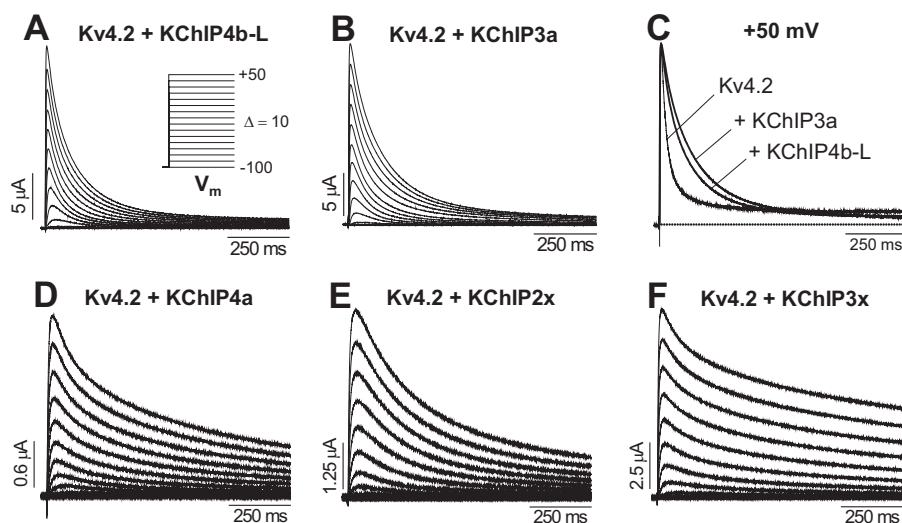 A Kv4.2 + KChIP4b-L
+50
Δ = 10
-100
Vm
5 µA
250 ms
B Kv4.2 + KChIP3a
5 µA
250 ms
C +50 mV
Kv4.2
+ KChIP3a
+ KChIP4b-L
250 ms
D Kv4.2 + KChIP4a
0.6 µA
250 ms
E Kv4.2 + KChIP2x
1.25 µA
250 ms
F Kv4.2 + KChIP3x
2.5 µA
250 ms